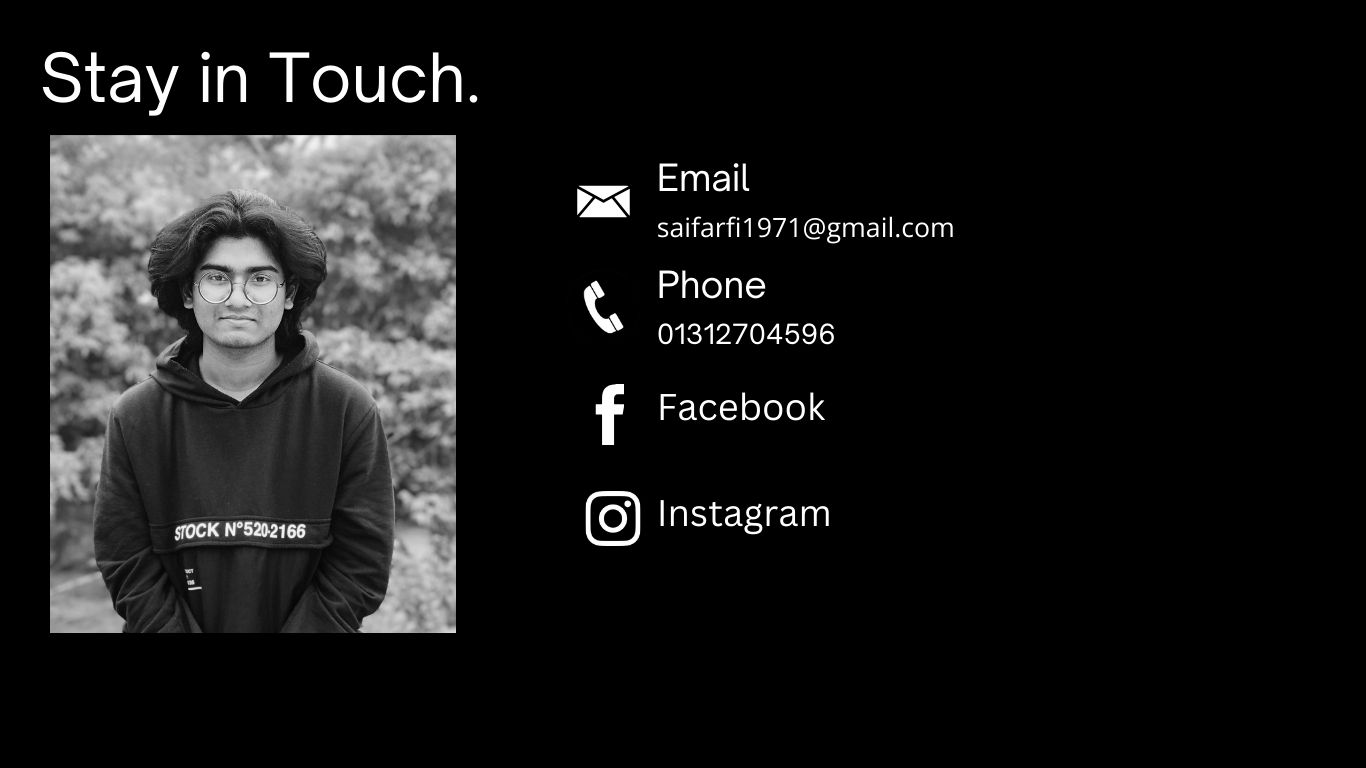 Stay in Touch.
Email
saifarfi1971@gmail.com
Phone
01312704596
Facebook
Instagram
STOCK N°520-2166